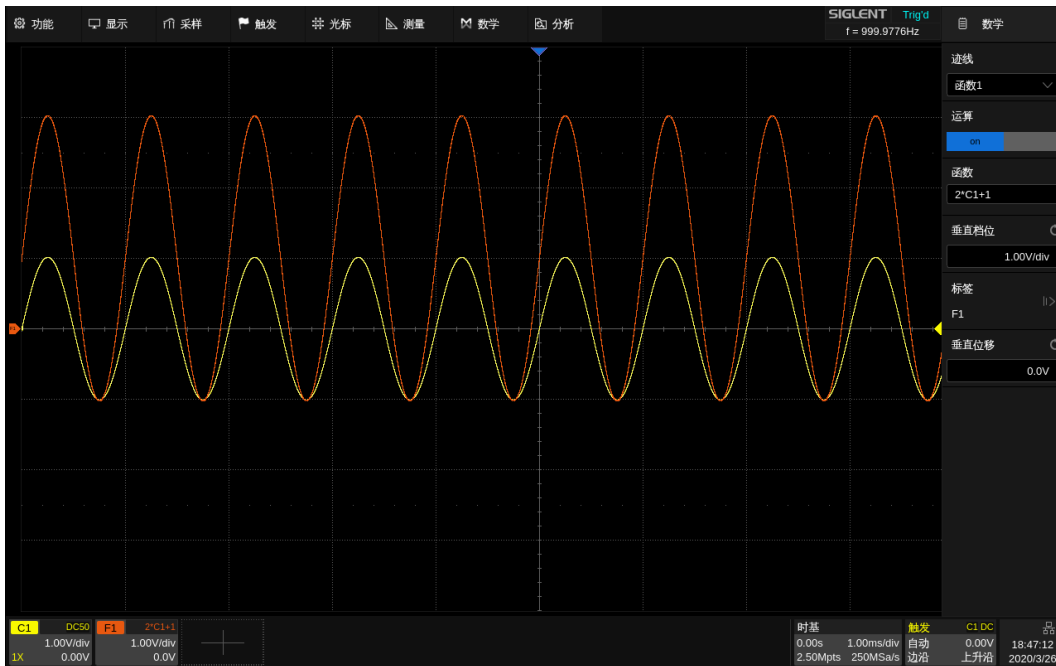 功能 显示 采样 触发 光标 测量 数学 分析 SIGLENT Trig'd 数学
f = 999.9776Hz
迹线
函数1
运算
on
函数
2*C1+1
垂直档位
1.00V/div
标签
F1
垂直位移
0.0V
C1 DC50 F1 2*C1+1 时基 触发 C1 DC
1.00V/div 1.00V/div 0.00s 1.00ms/div 自动 0.00V 18:47:12
1X 0.00V 0.0V 2.50Mpts 250MSa/s 边沿 上升沿 2020/3/26